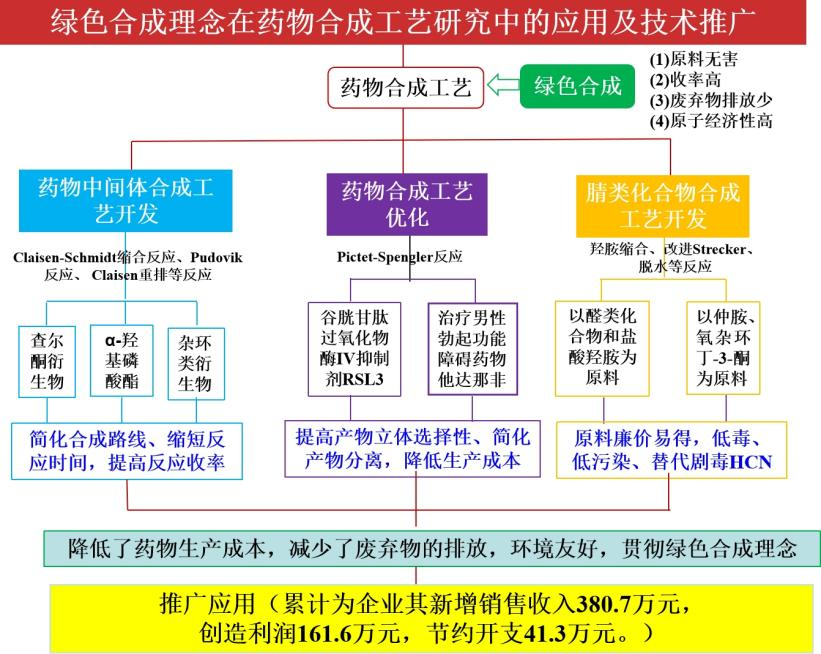 绿色合成理念在药物合成工艺研究中的应用及技术推广
药物合成工艺
绿色合成
(1)原料无害
(2)收率高
(3)废弃物排放少
(4)原子经济性高
药物中间体合成工
艺开发
Claisen-Schmidt缩合反应、Pudovik
反应、 Claisen重排等反应
查尔
酮衍
生物
α-羟
基磷
酸酯
杂环
类衍
生物
简化合成路线、缩短反
应时间，提高反应收率
药物合成工艺
优化
Pictet-Spengler反应
谷胱甘肽
过氧化物
酶IV抑制
剂RSL3
治疗男性
勃起功能
障碍药物
他达那非
提高产物立体选择性、简化
产物分离，降低生产成本
腈类化合物合成
工艺开发
羟胺缩合、改进Strecker、
脱水等反应
以醛类化
合物和盐
酸羟胺为
原料
以仲胺、
氧杂环
丁-3-酮
为原料
原料廉价易得，低毒、
低污染、替代剧毒HCN
降低了药物生产成本，减少了废弃物的排放，环境友好，贯彻绿色合成理念
推广应用（累计为企业其新增销售收入380.7万元，
创造利润161.6万元，节约开支41.3万元。）